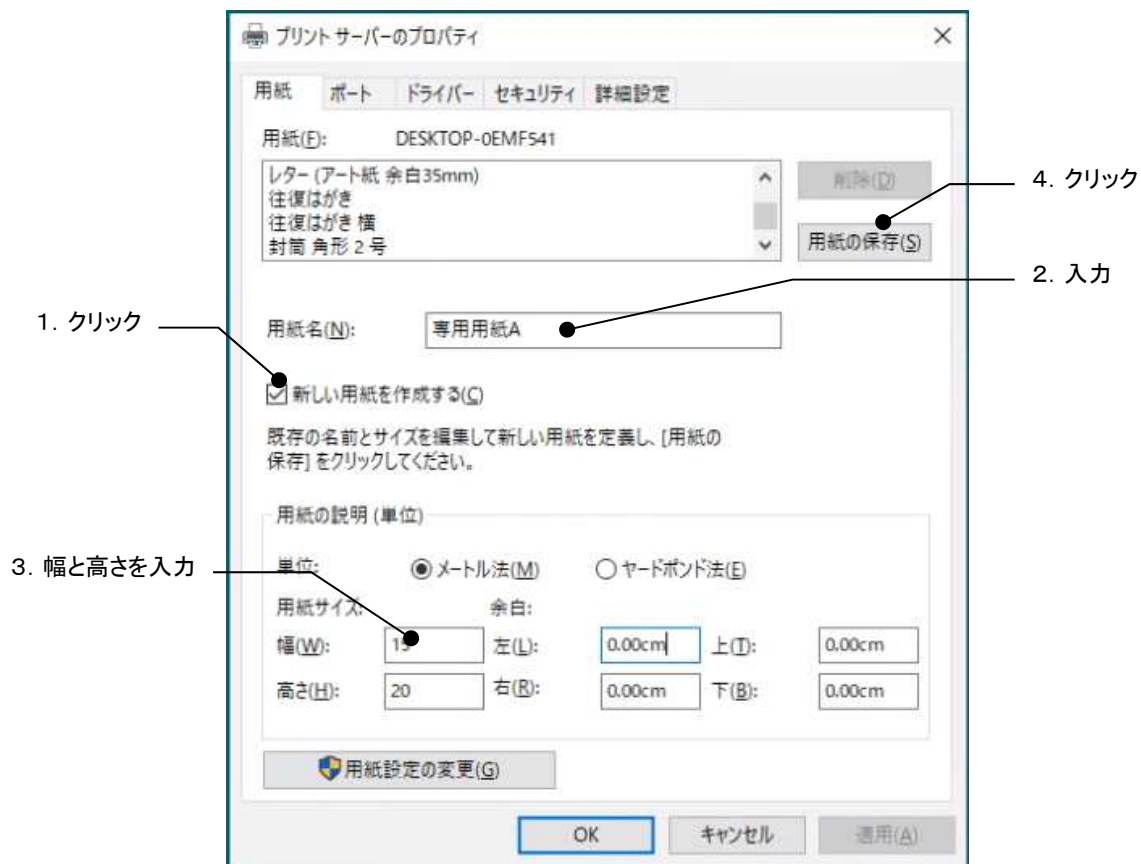 プリント サーバーのプロパティ
用紙 ポート ドライバー セキュリティ 詳細設定
用紙(F): DESKTOP-0EMF541
レター (アート紙 余白35mm)
往復はがき
往復はがき 横
封筒 角形 2 号
削除(D)
用紙の保存(S)
4. クリック
2. 入力
1. クリック
用紙名(N): 専用用紙A
新しい用紙を作成する(C)
既存の名前とサイズを編集して新しい用紙を定義し、[用紙の
保存] をクリックしてください。
用紙の説明 (単位)
3. 幅と高さを入力
単位: メートル法(M) ヤードポンド法(E)
用紙サイズ: 余白:
幅(W): 15 左(L): 0.00cm 上(T): 0.00cm
高さ(H): 20 右(R): 0.00cm 下(B): 0.00cm
用紙設定の変更(G)
OK キャンセル 適用(A)